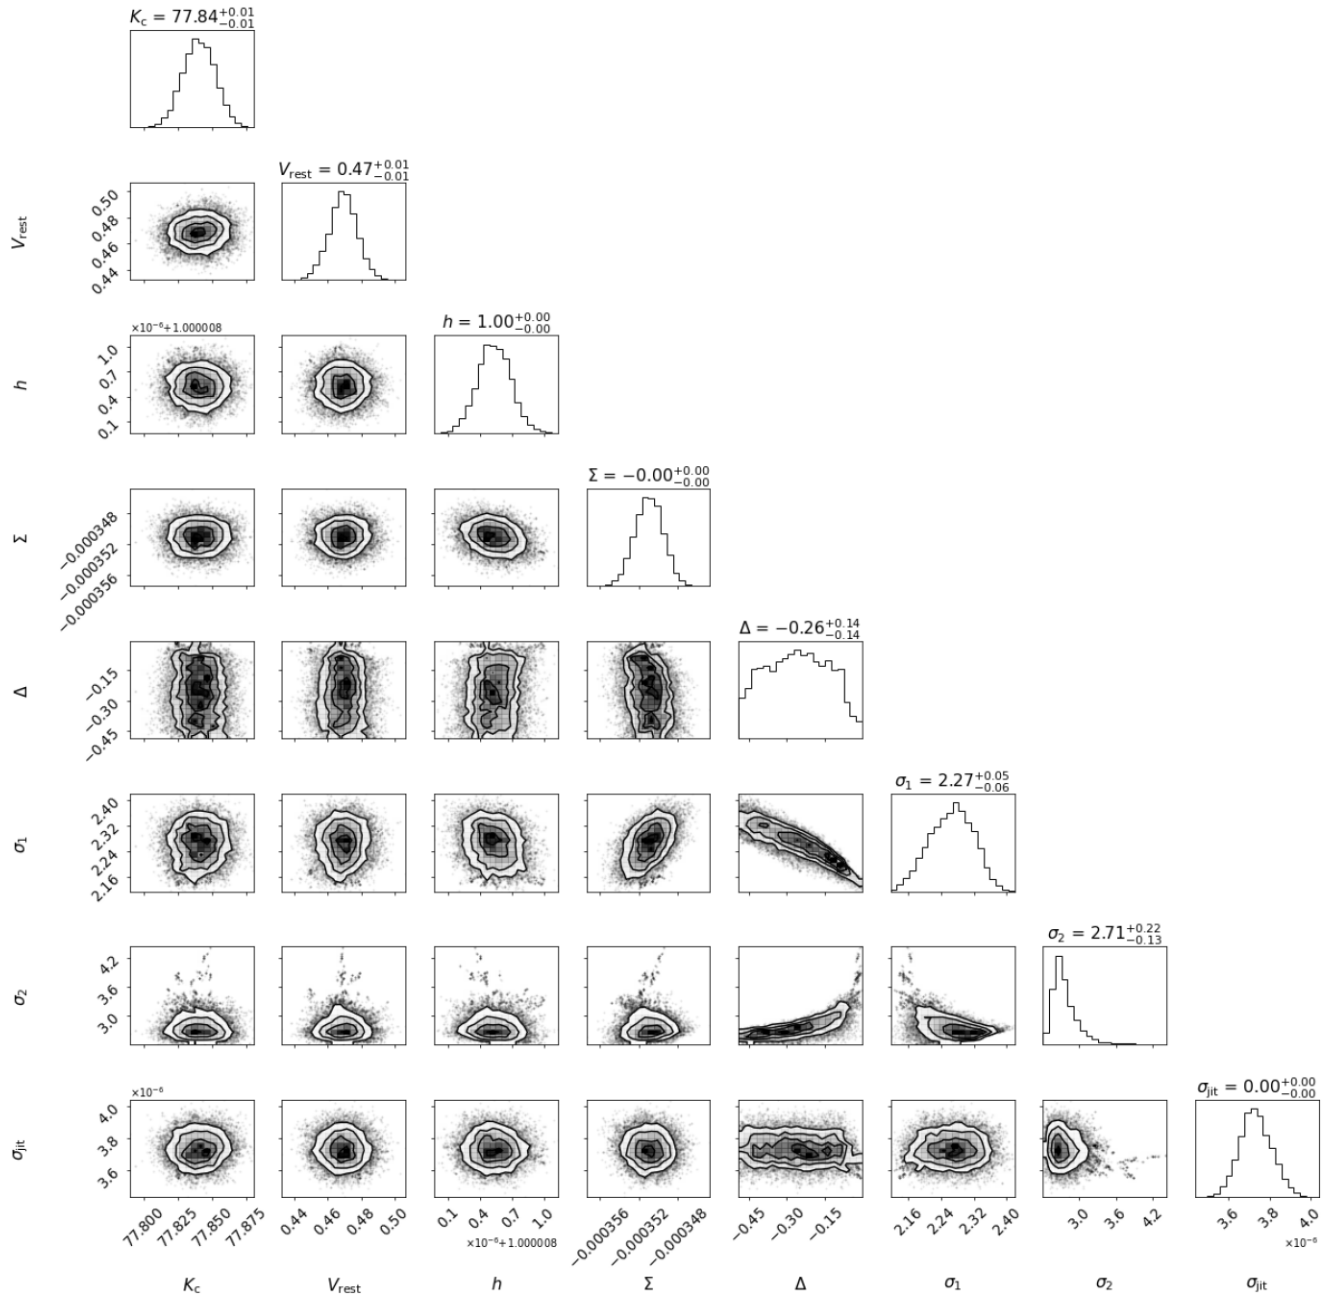 K_c = 77.84^{+0.01}_{-0.01}
V_rest = 0.47^{+0.01}_{-0.01}
V_rest
0.50
0.48
0.46
0.44
×10⁻⁶+1.000008
h = 1.00^{+0.00}_{-0.00}
h
1.0
0.7
0.4
0.1
Σ = −0.00^{+0.00}_{-0.00}
Σ
−0.000348
−0.000352
−0.000356
Δ = −0.26^{+0.14}_{-0.14}
Δ
−0.15
−0.30
−0.45
σ₁ = 2.27^{+0.05}_{-0.06}
σ₁
2.40
2.32
2.24
2.16
σ₂ = 2.71^{+0.22}_{-0.13}
σ₂
4.2
3.6
3.0
×10⁻⁶
σ_jit = 0.00^{+0.00}_{-0.00}
σ_jit
4.0
3.8
3.6
77.800 77.825 77.850 77.875
0.44 0.46 0.48 0.50
0.1 0.4 0.7 1.0
−0.000356 −0.000352 −0.000348
−0.45 −0.30 −0.15
2.16 2.24 2.32 2.40
3.0 3.6 4.2
3.6 3.8 4.0
×10⁻⁶+1.000008
×10⁻⁶
K_c V_rest h Σ Δ σ₁ σ₂ σ_jit